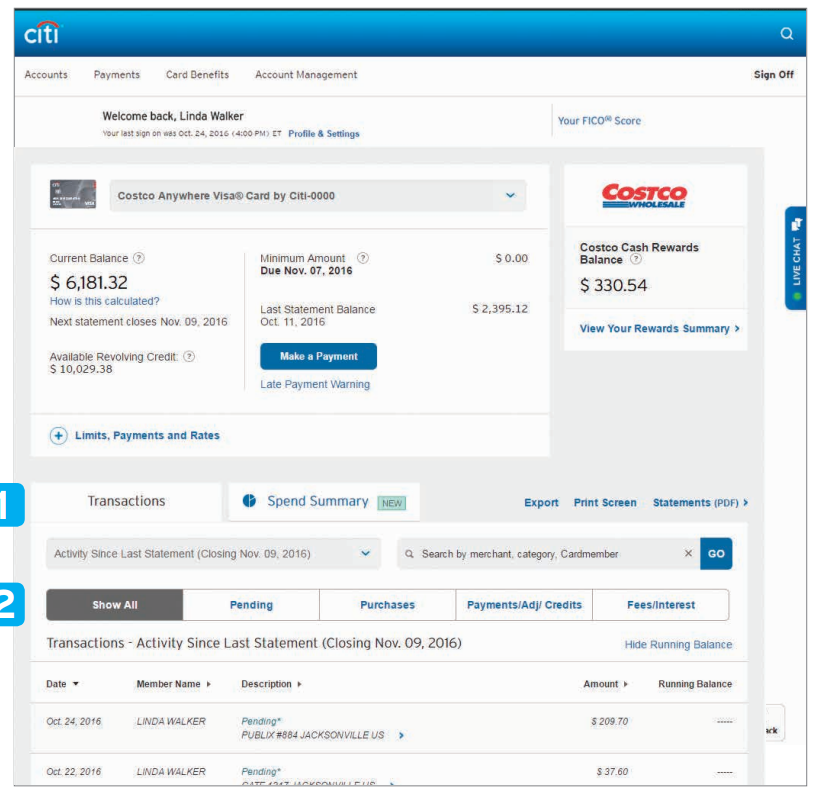 citi
Accounts Payments Card Benefits Account Management Sign Off
Welcome back, Linda Walker
Your last sign on was Oct. 24, 2016 (4:00 PM) ET Profile & Settings
Your FICO® Score
Costco Anywhere Visa® Card by Citi-0000
COSTCO
WHOLESALE
Current Balance ?
$ 6,181.32
How is this calculated?
Next statement closes Nov. 09, 2016
Available Revolving Credit: ?
$ 10,029.38
Minimum Amount ? $ 0.00
Due Nov. 07, 2016
Last Statement Balance $ 2,395.12
Oct. 11, 2016
Make a Payment
Late Payment Warning
Costco Cash Rewards
Balance ?
$ 330.54
View Your Rewards Summary >
LIVE CHAT
+ Limits, Payments and Rates
1
Transactions Spend Summary NEW Export Print Screen Statements (PDF) >
Activity Since Last Statement (Closing Nov. 09, 2016) Search by merchant, category, Cardmember × GO
2
Show All Pending Purchases Payments/Adj/ Credits Fees/Interest
Transactions - Activity Since Last Statement (Closing Nov. 09, 2016) Hide Running Balance
Date Member Name Description Amount Running Balance
Oct. 24, 2016 LINDA WALKER Pending* $ 209.70 -----
PUBLIX #884 JACKSONVILLE US >
Oct. 22, 2016 LINDA WALKER Pending* $ 37.60 -----